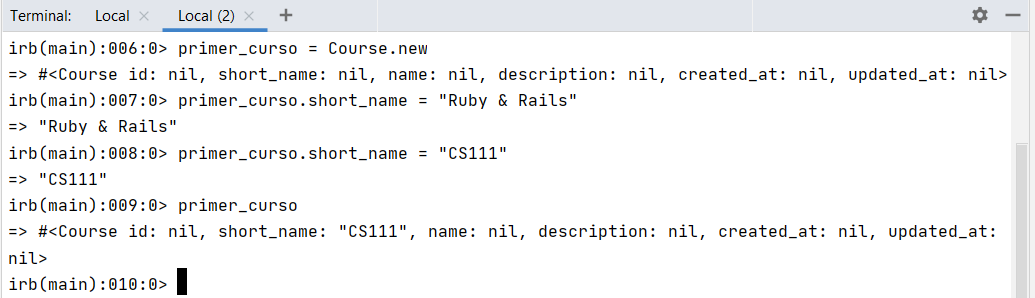 Terminal: Local × Local (2) × +
irb(main):006:0> primer_curso = Course.new
=> #<Course id: nil, short_name: nil, name: nil, description: nil, created_at: nil, updated_at: nil>
irb(main):007:0> primer_curso.short_name = "Ruby & Rails"
=> "Ruby & Rails"
irb(main):008:0> primer_curso.short_name = "CS111"
=> "CS111"
irb(main):009:0> primer_curso
=> #<Course id: nil, short_name: "CS111", name: nil, description: nil, created_at: nil, updated_at:
nil>
irb(main):010:0>